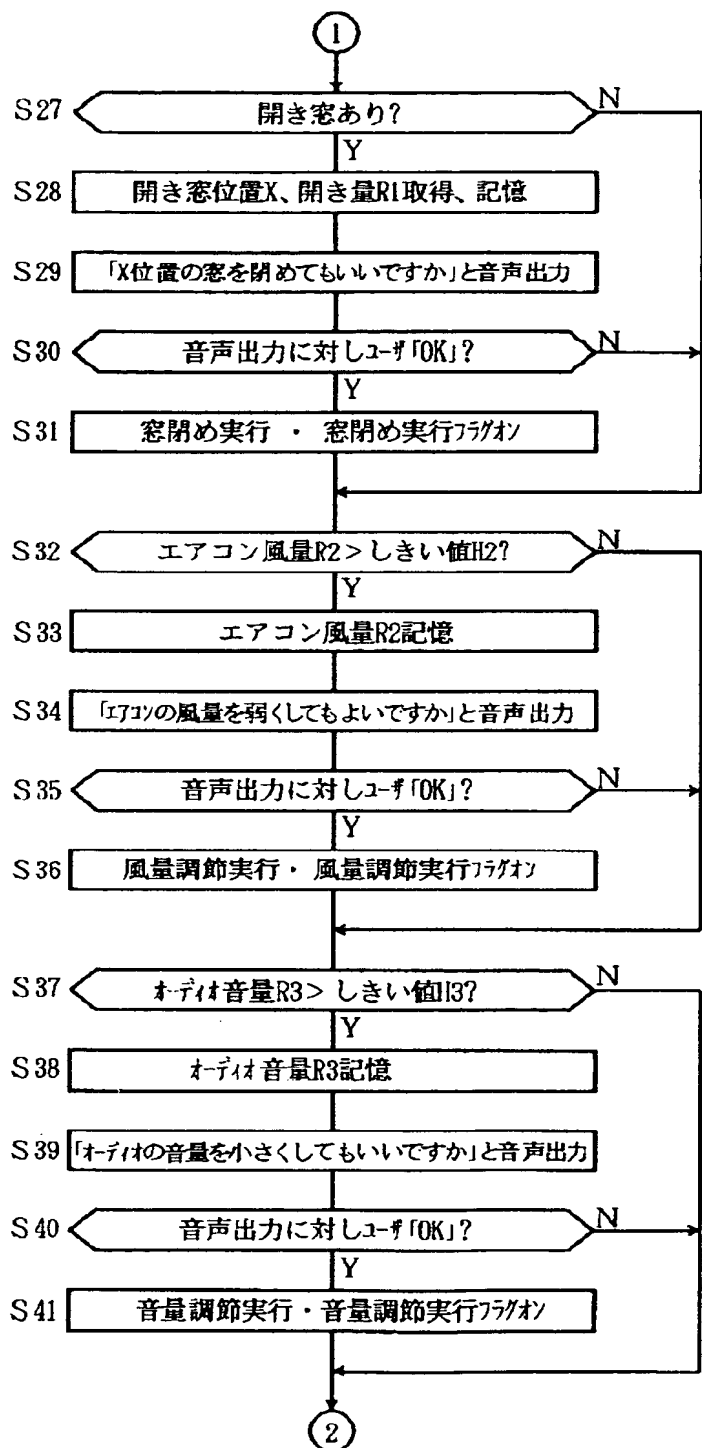 1
S27 開き窓あり? N
Y
S28 開き窓位置X、開き量R1取得、記憶
S29 「X位置の窓を閉めてもいいですか」と音声出力
S30 音声出力に対しユーザ「OK」? N
Y
S31 窓閉め実行 ・ 窓閉め実行フラグオン
S32 エアコン風量R2 > しきい値H2? N
Y
S33 エアコン風量R2記憶
S34 「エアコンの風量を弱くしてもよいですか」と音声出力
S35 音声出力に対しユーザ「OK」? N
Y
S36 風量調節実行・ 風量調節実行フラグオン
S37 オーディオ音量R3 > しきい値H3? N
Y
S38 オーディオ音量R3記憶
S39 「オーディオの音量を小さくしてもいいですか」と音声出力
S40 音声出力に対しユーザ「OK」? N
Y
S41 音量調節実行・音量調節実行フラグオン
2